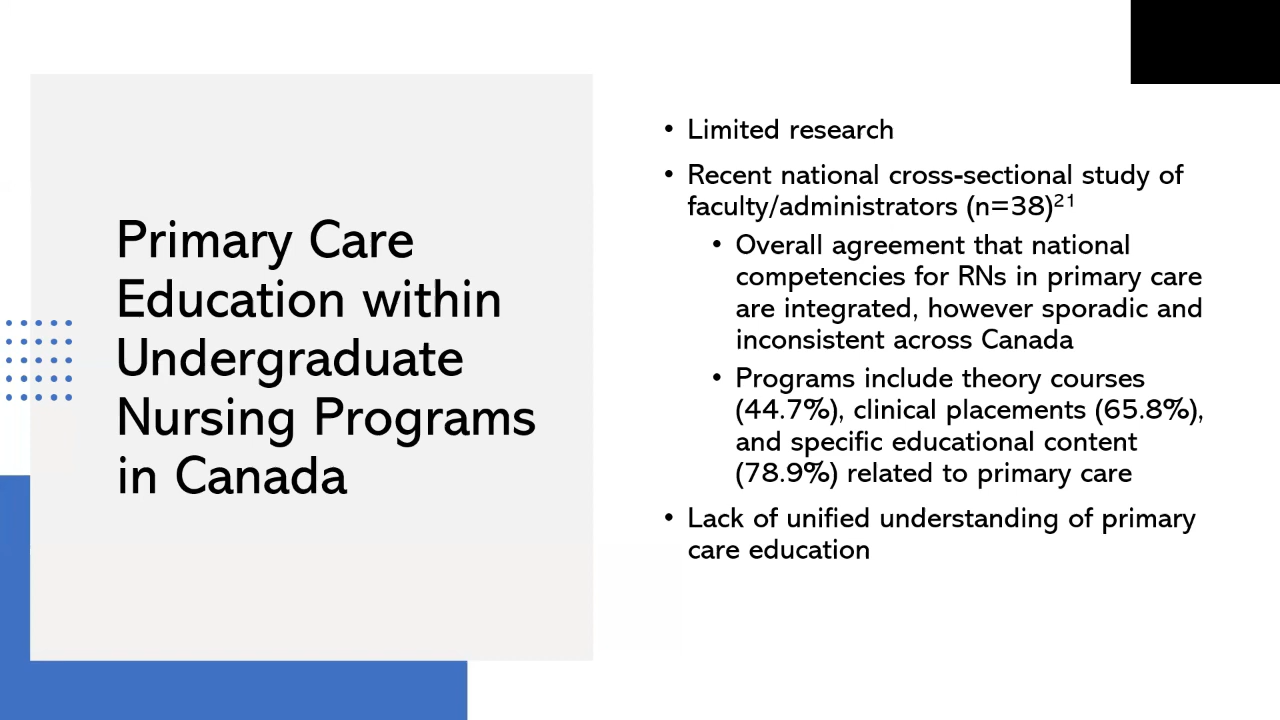 Primary Care
Education within
Undergraduate
Nursing Programs
in Canada
• Limited research
• Recent national cross-sectional study of
faculty/administrators (n=38)²¹
• Overall agreement that national
competencies for RNs in primary care
are integrated, however sporadic and
inconsistent across Canada
• Programs include theory courses
(44.7%), clinical placements (65.8%),
and specific educational content
(78.9%) related to primary care
• Lack of unified understanding of primary
care education